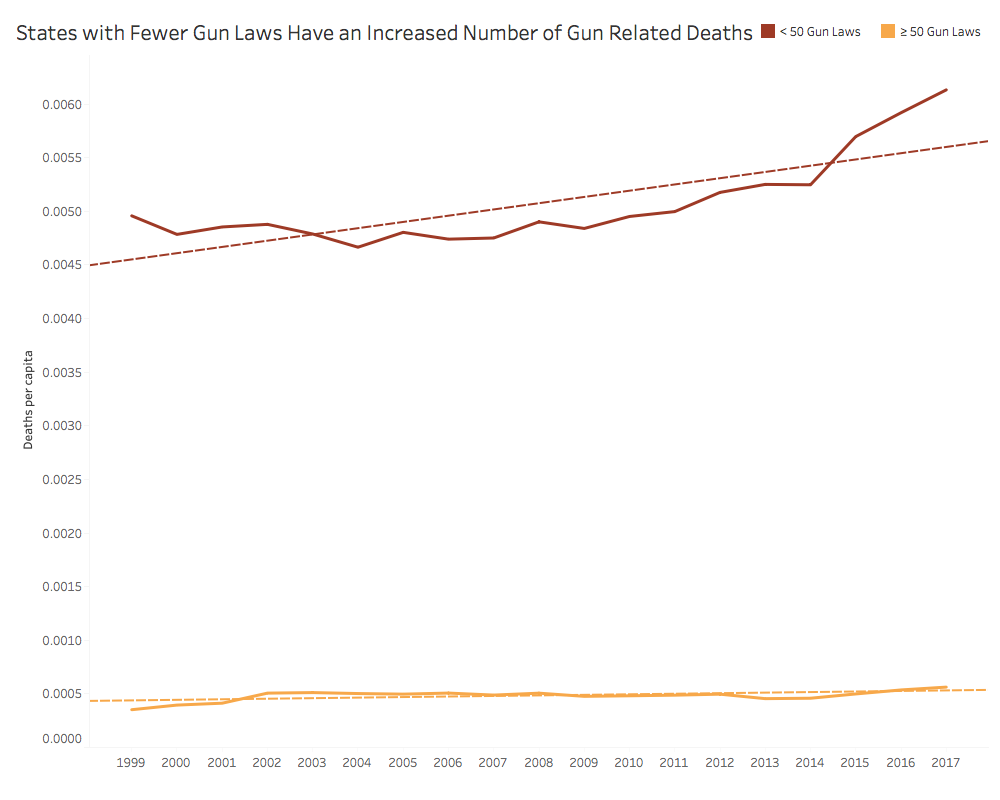 States with Fewer Gun Laws Have an Increased Number of Gun Related Deaths
< 50 Gun Laws
≥ 50 Gun Laws
0.0060
0.0055
0.0050
0.0045
0.0040
0.0035
0.0030
0.0025
0.0020
0.0015
0.0010
0.0005
0.0000
Deaths per capita
1999 2000 2001 2002 2003 2004 2005 2006 2007 2008 2009 2010 2011 2012 2013 2014 2015 2016 2017